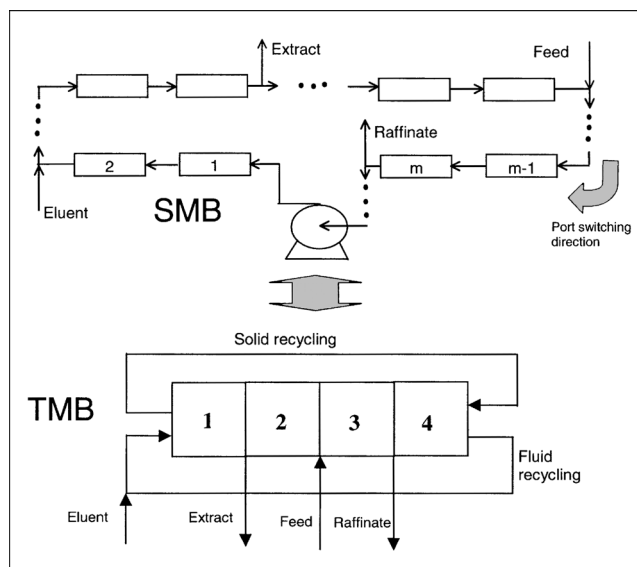 Extract
Feed
Raffinate
2
1
m
m-1
Eluent
SMB
Port switching
direction
Solid recycling
TMB
1
2
3
4
Fluid
recycling
Eluent
Extract
Feed
Raffinate